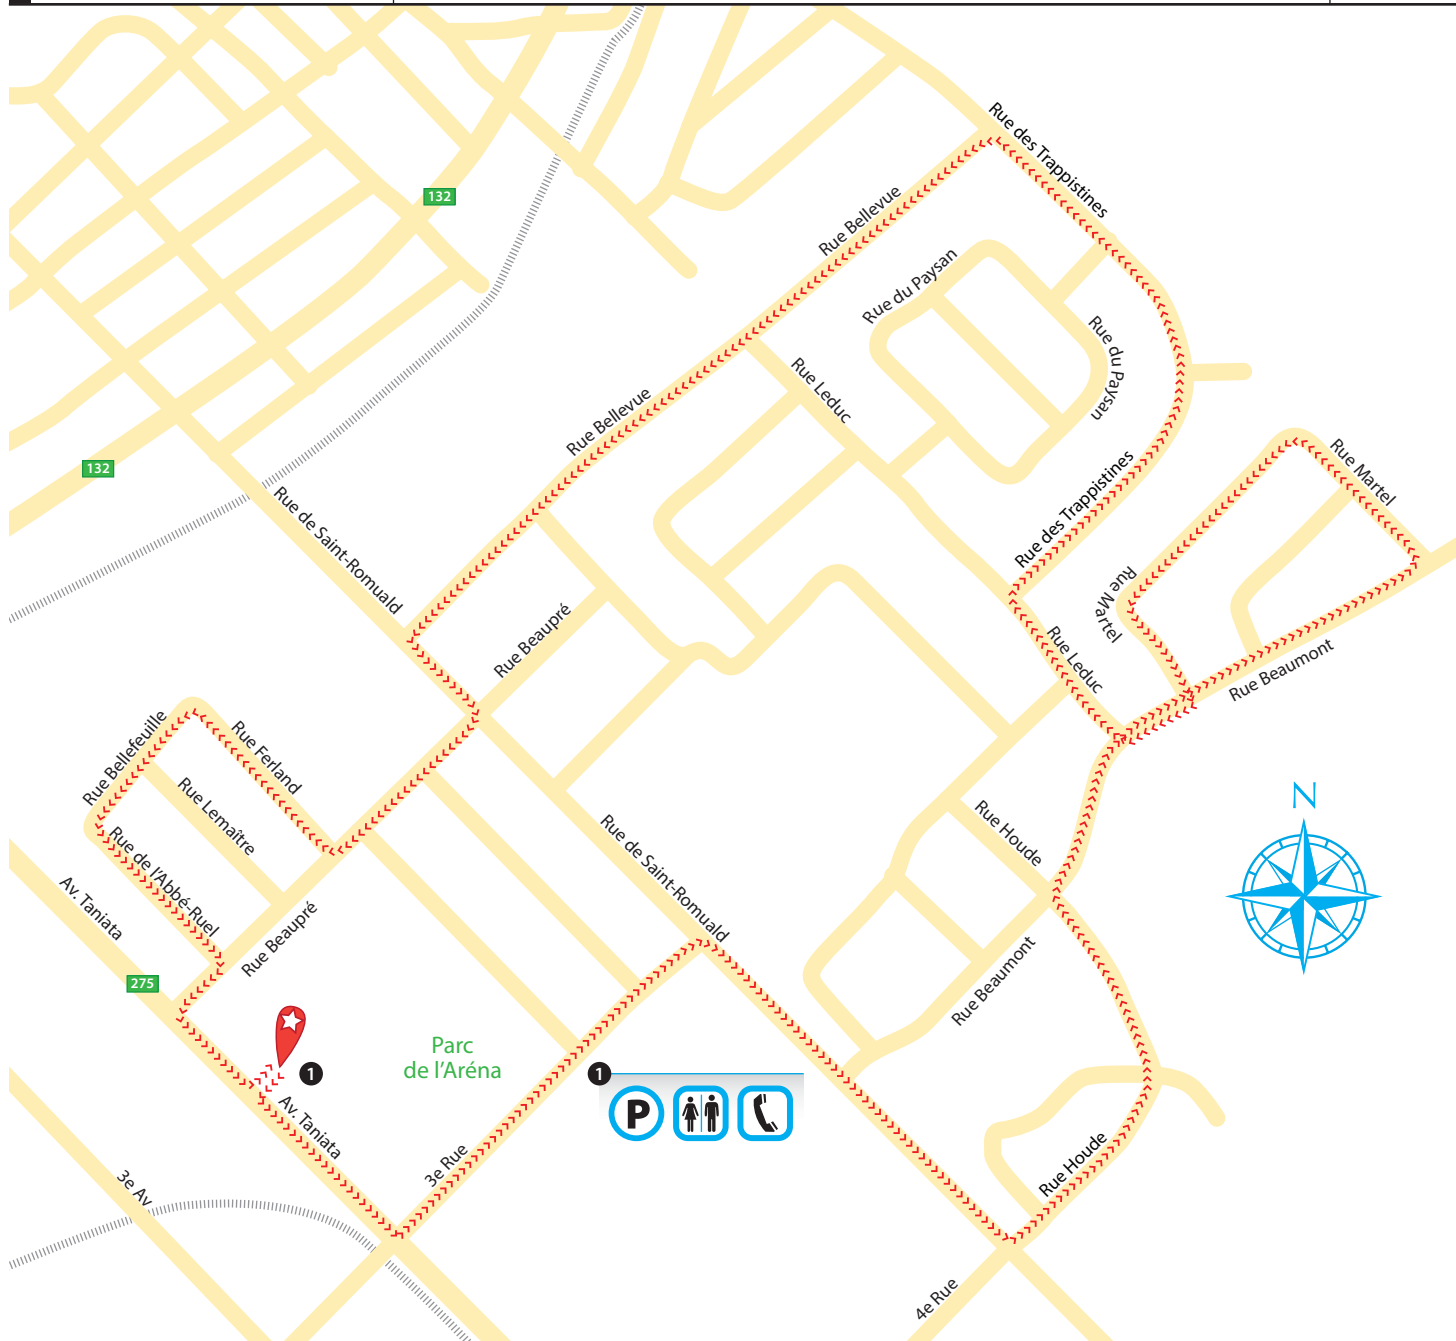 Rue des Trappistines
132
Rue Bellevue
Rue du Paysan
Rue du Paysan
Rue Leduc
Rue Bellevue
132
Rue Martel
Rue des Trappistines
Rue de Saint-Romuald
Rue Martel
Rue Beaupré
Rue Leduc
Rue Beaumont
Rue Bellefeuille
Rue Ferland
Rue Lemaître
N
Rue Houde
Rue de l'Abbé-Ruel
Rue de Saint-Romuald
Av. Taniata
Rue Beaupré
Rue Beaumont
275
Parc
de l'Aréna
1
1
P
Av. Taniata
3e Rue
Rue Houde
3e Av
4e Rue